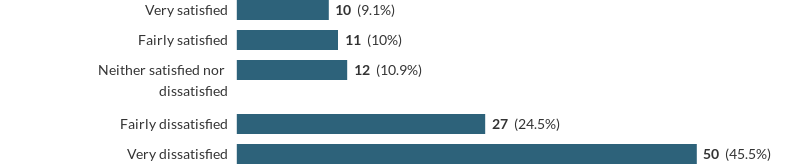 Very satisfied 10 (9.1%)
Fairly satisfied 11 (10%)
Neither satisfied nor 12 (10.9%)
dissatisfied
Fairly dissatisfied 27 (24.5%)
Very dissatisfied 50 (45.5%)